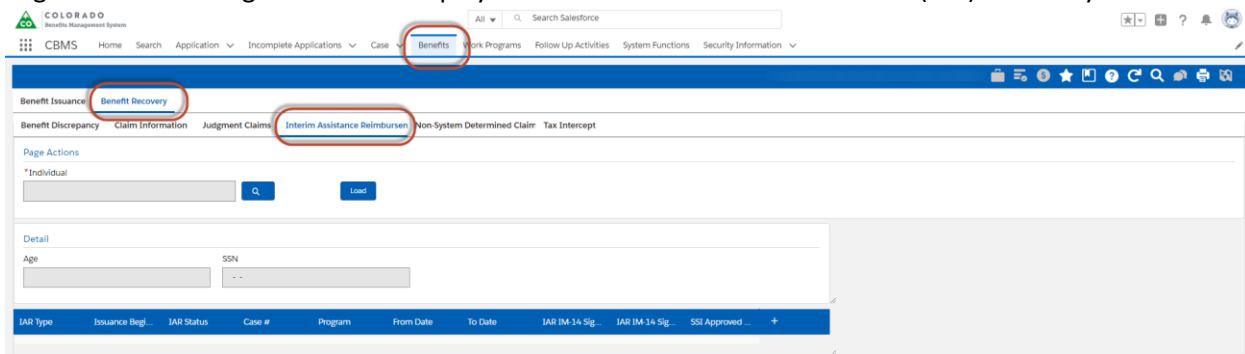 COLORADO
Benefits Management System
All
Search Salesforce
CBMS Home Search Application Incomplete Applications Case Benefits Work Programs Follow Up Activities System Functions Security Information
Benefit Issuance Benefit Recovery
Benefit Discrepancy Claim Information Judgment Claims Interim Assistance Reimbursen Non-System Determined Claim Tax Intercept
Page Actions
*Individual
Load
Detail
Age SSN
- -
IAR Type Issuance Begi... IAR Status Case # Program From Date To Date IAR IM-14 Sig... IAR IM-14 Sig... SSI Approved ... +